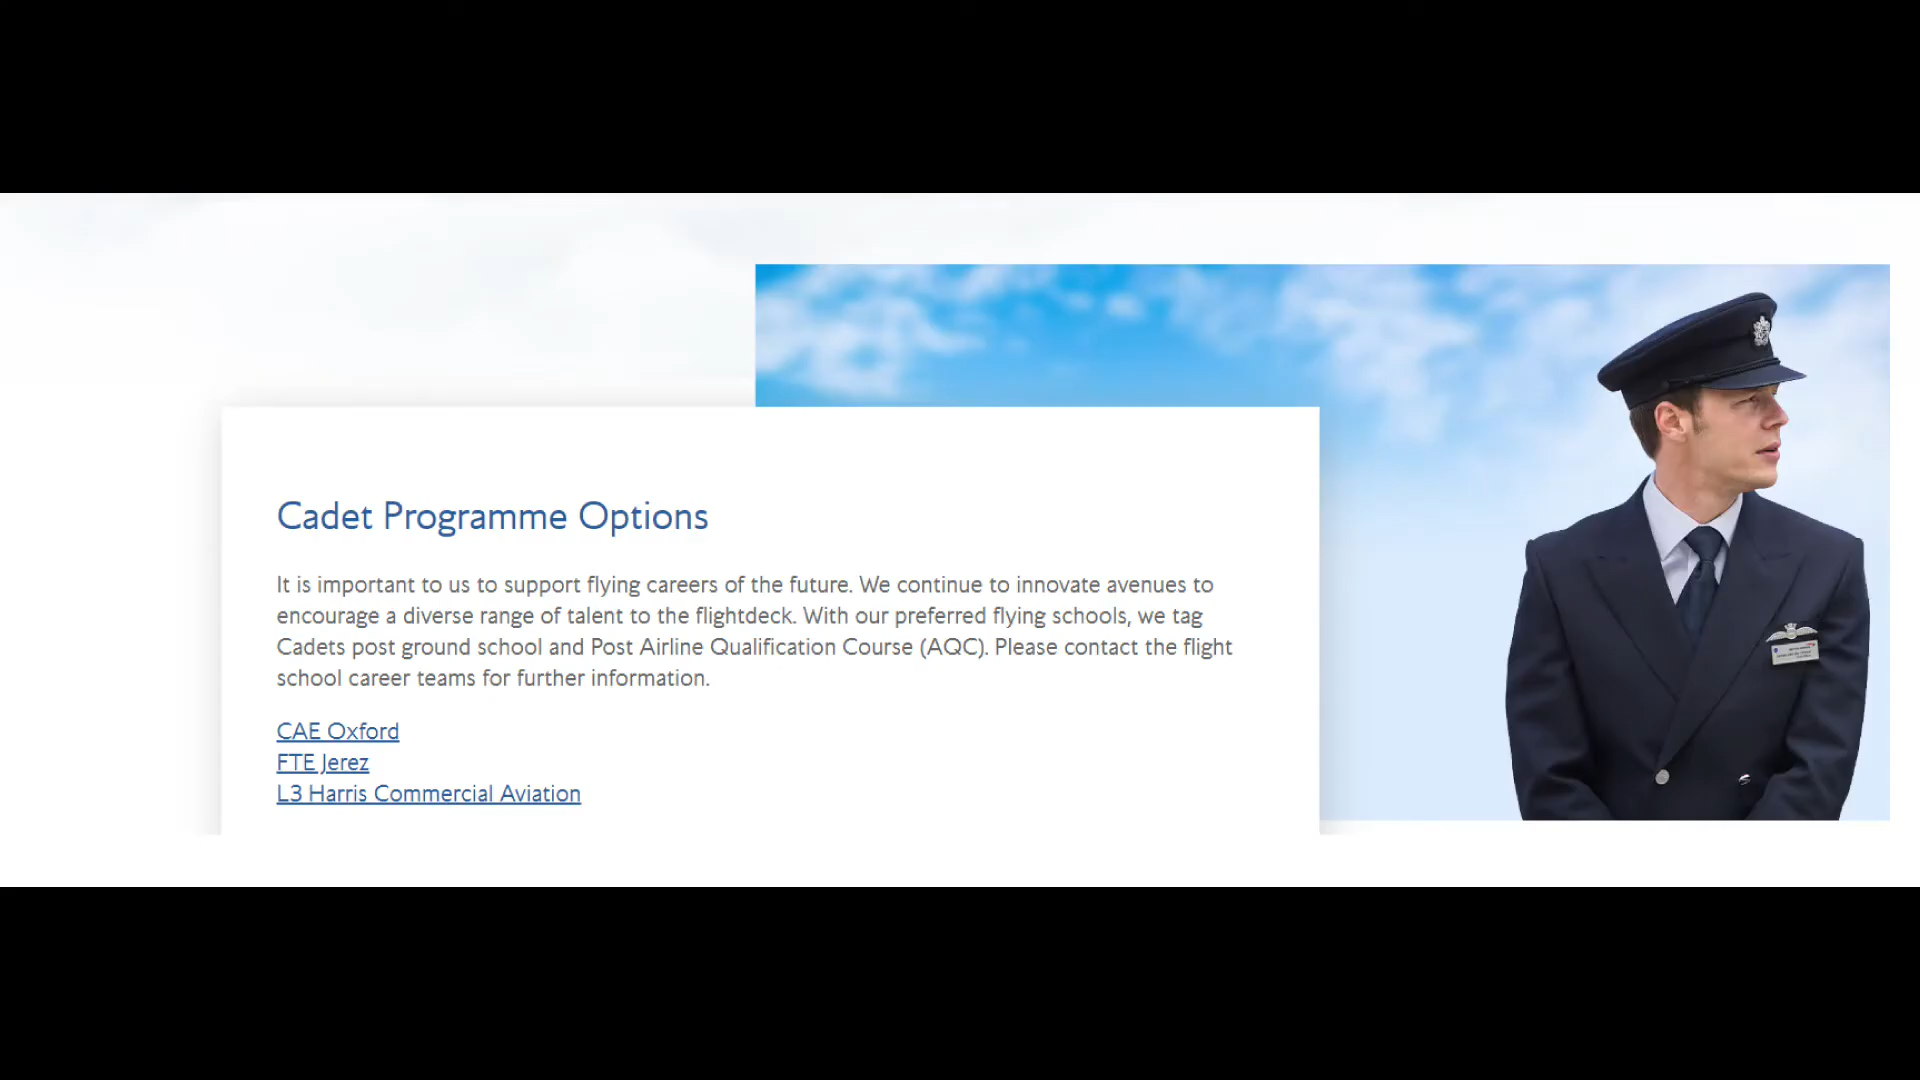 Cadet Programme Options
It is important to us to support flying careers of the future. We continue to innovate avenues to
encourage a diverse range of talent to the flightdeck. With our preferred flying schools, we tag
Cadets post ground school and Post Airline Qualification Course (AQC). Please contact the flight
school career teams for further information.
CAE Oxford
FTE Jerez
L3 Harris Commercial Aviation